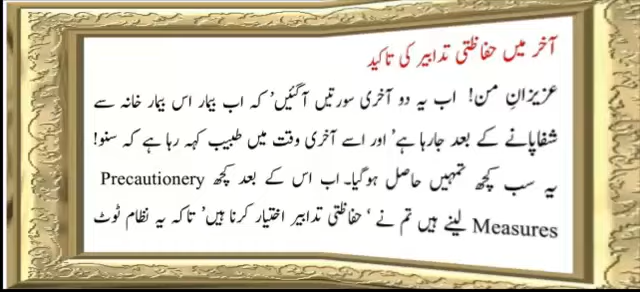 آخر میں حفاظتی تدابیر کی تاکید
عزیزانِ من! اب یہ دو آخری سورتیں آگئیں' کہ اب بیمار اس بیمار خانہ سے
شفاپانے کے بعد جارہا ہے' اور اسے آخری وقت میں طبیب کہہ رہا ہے کہ سنو!
یہ سب کچھ تمہیں حاصل ہوگیا۔ اب اس کے بعد کچھ Precautionery
Measures لینے ہیں تم نے ‘ حفاظتی تدابیر اختیار کرنا ہیں' تاکہ یہ نظام ٹوٹ